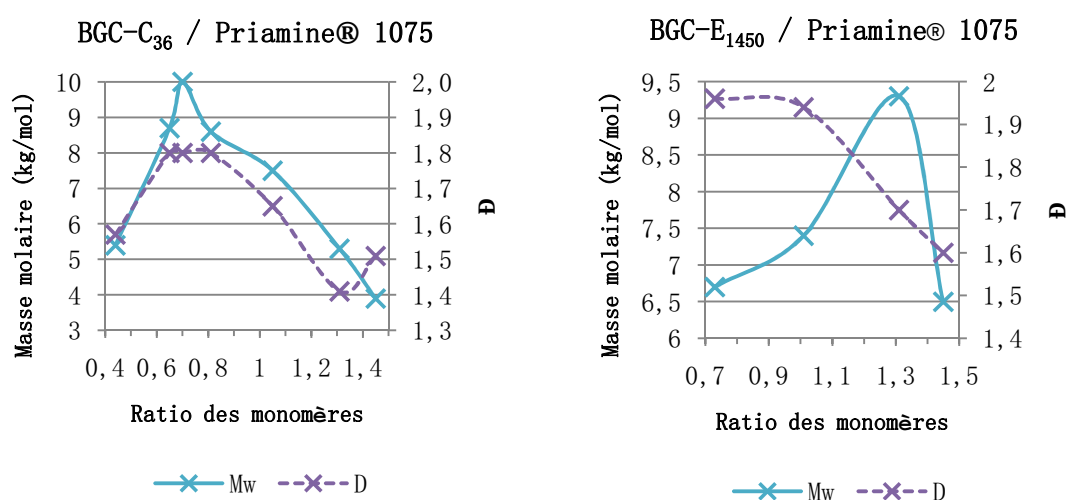 BGC-C36 / Priamine® 1075
Masse molaire (kg/mol)
10
9
8
7
6
5
4
3
2,0
1,9
1,8
1,7
1,6
1,5
1,4
1,3
Đ
0,4 0,6 0,8 1 1,2 1,4
Ratio des monomères
Mw D
BGC-E1450 / Priamine® 1075
Masse molaire (kg/mol)
9,5
9
8,5
8
7,5
7
6,5
6
2
1,9
1,8
1,7
1,6
1,5
1,4
Đ
0,7 0,9 1,1 1,3 1,5
Ratio des monomères
Mw D